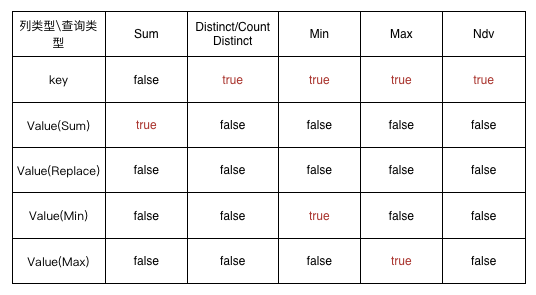 列类型\查询类型 Sum Distinct/Count Distinct Min Max Ndv
key false true true true true
Value(Sum) true false false false false
Value(Replace) false false false false false
Value(Min) false false true false false
Value(Max) false false false true false